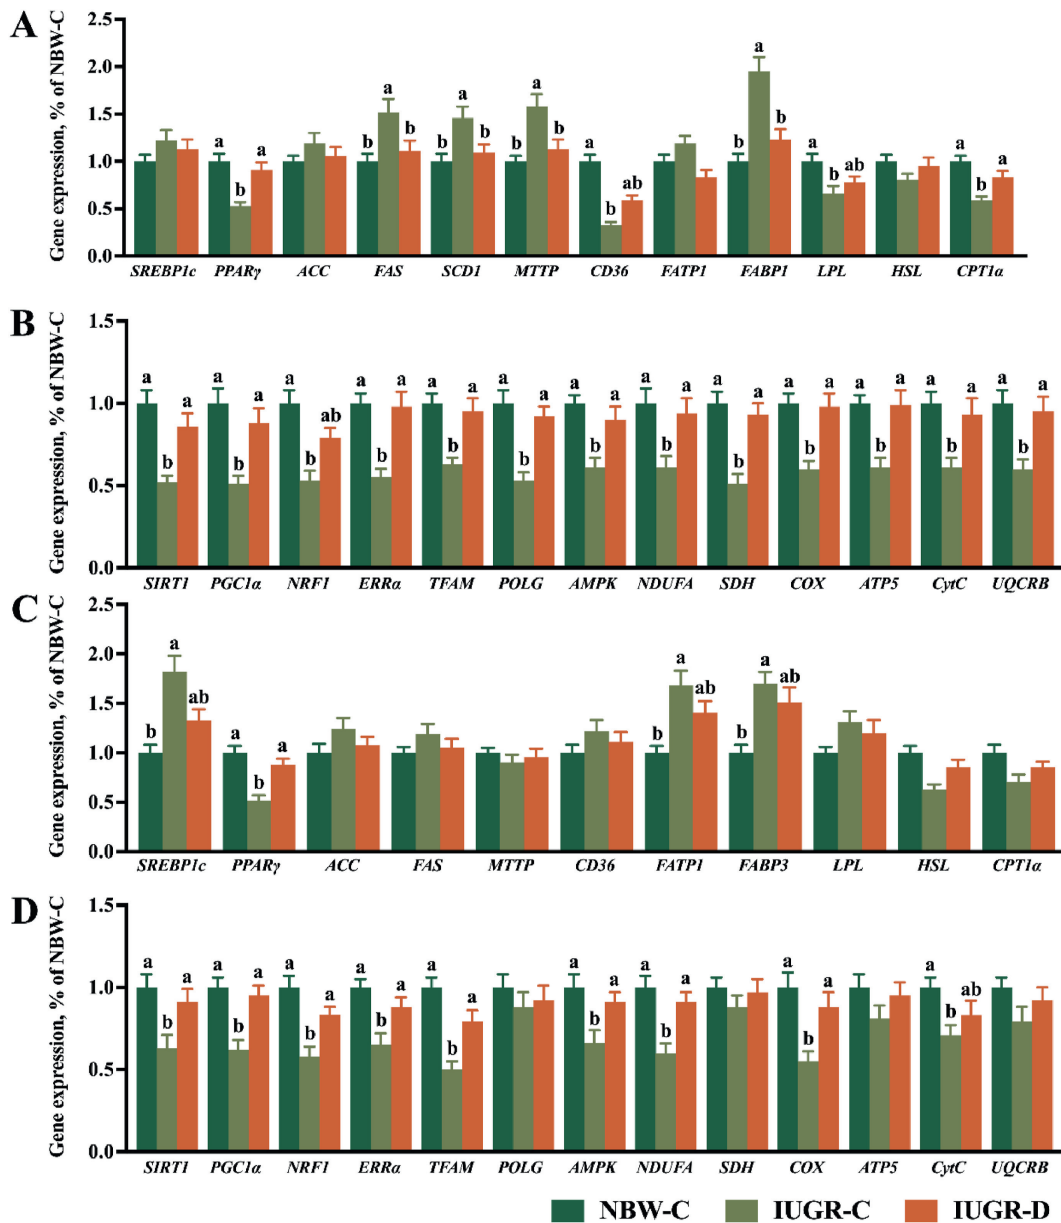 A
Gene expression, % of NBW-C
2.5
2.0
1.5
1.0
0.5
0.0
a a a a
b b b b b b b b
a a a a a a
b b ab b ab b
SREBP1c PPARγ ACC FAS SCD1 MTTP CD36 FATP1 FABP1 LPL HSL CPT1α
B
Gene expression, % of NBW-C
1.5
1.0
0.5
0.0
a a a a a ab a a a a a a a a a a a a a a a a a a a a
b b b b b b b b b b b b b
SIRT1 PGC1α NRF1 ERRα TFAM POLG AMPK NDUFA SDH COX ATP5 CytC UQCRB
C
Gene expression, % of NBW-C
2.5
2.0
1.5
1.0
0.5
0.0
b a ab a b a b a ab b a ab
SREBP1c PPARγ ACC FAS MTTP CD36 FATP1 FABP3 LPL HSL CPT1α
D
Gene expression, % of NBW-C
1.5
1.0
0.5
0.0
a b a a b a a b a a b a a b a a b a a b a a b a a b ab
SIRT1 PGC1α NRF1 ERRα TFAM POLG AMPK NDUFA SDH COX ATP5 CytC UQCRB
NBW-C IUGR-C IUGR-D